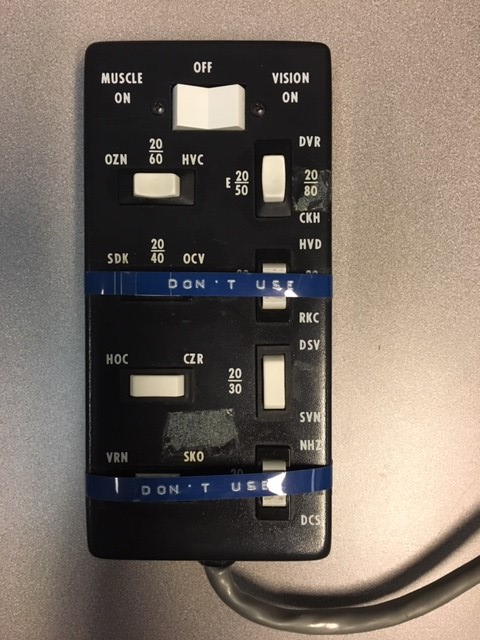 OFF
MUSCLE ON
VISION ON
20/60
OZN HVC
DVR
E 20/50
20/80
CKH
HVD
20/40
SDK OCV
DON'T USE
RKC
DSV
HOC CZR
20/30
SVN
NHZ
VRN SKO
DON'T USE
DCS